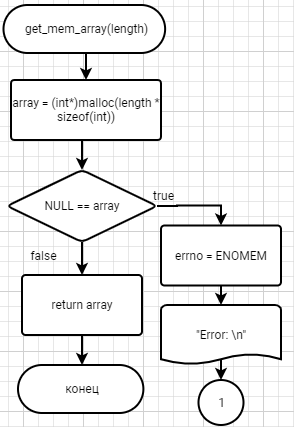 get_mem_array(length)
array = (int*)malloc(length *
sizeof(int))
NULL == array
true
false
errno = ENOMEM
return array
"Error: \n"
конец
1